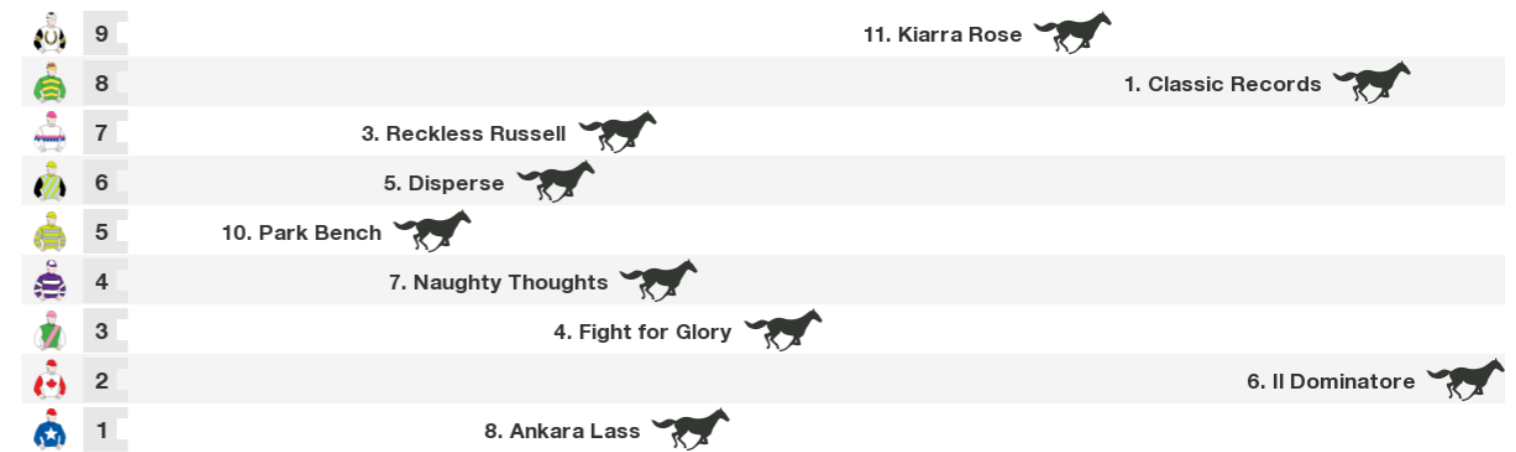 9 11. Kiarra Rose
8 1. Classic Records
7 3. Reckless Russell
6 5. Disperse
5 10. Park Bench
4 7. Naughty Thoughts
3 4. Fight for Glory
2 6. Il Dominatore
1 8. Ankara Lass